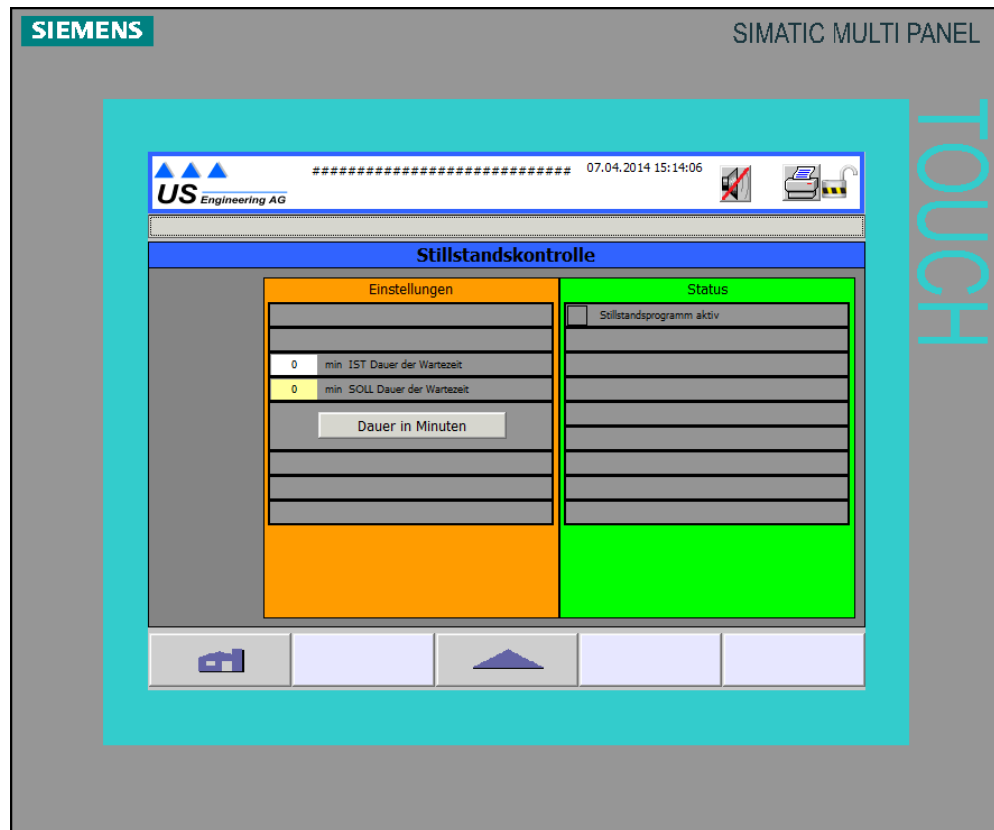 SIEMENS
SIMATIC MULTI PANEL
TOUCH
US Engineering AG
############################# 07.04.2014 15:14:06
Stillstandskontrolle
Einstellungen
Status
Stillstandsprogramm aktiv
0 min IST Dauer der Wartezeit
0 min SOLL Dauer der Wartezeit
Dauer in Minuten